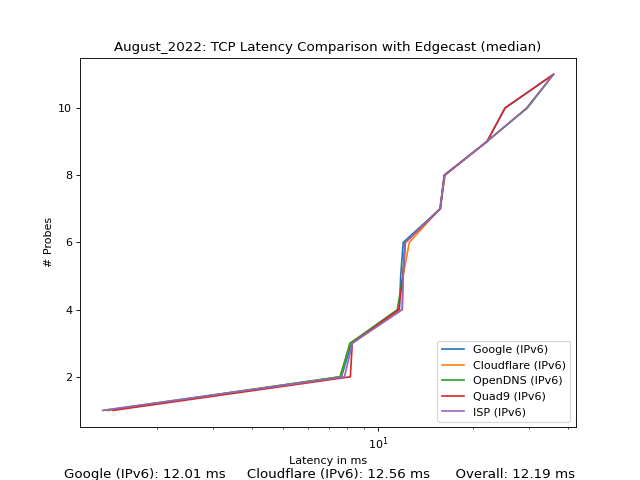 August_2022: TCP Latency Comparison with Edgecast (median)
# Probes
10
8
6
4
2
Google (IPv6)
Cloudflare (IPv6)
OpenDNS (IPv6)
Quad9 (IPv6)
ISP (IPv6)
10^1
Latency in ms
Google (IPv6): 12.01 ms Cloudflare (IPv6): 12.56 ms Overall: 12.19 ms